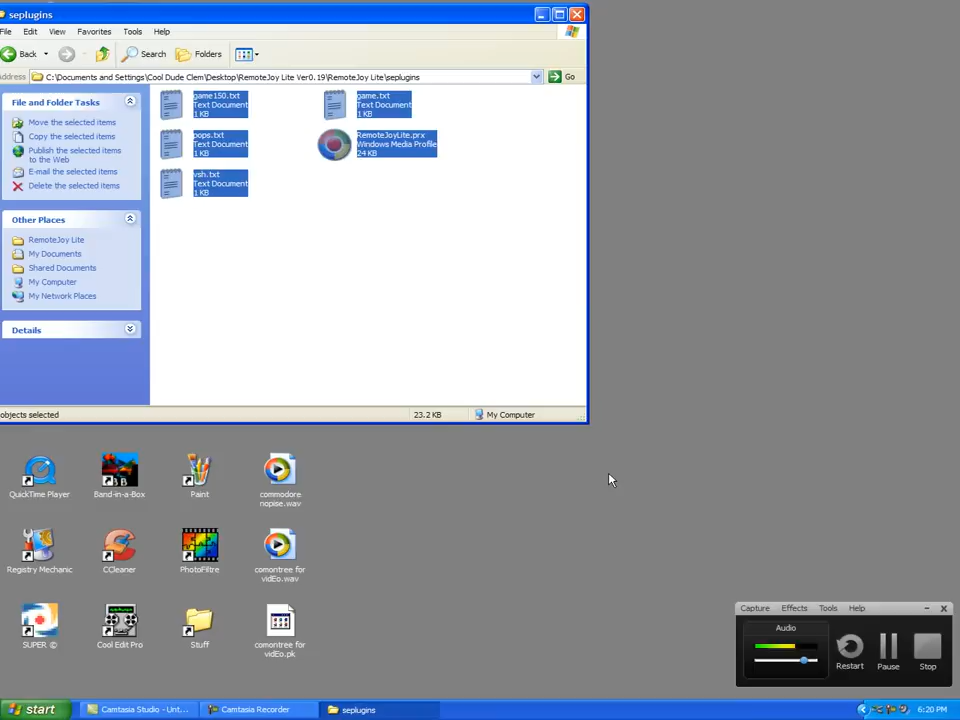 seplugins
File Edit View Favorites Tools Help
Back Search Folders
Address C:\Documents and Settings\Cool Dude Clem\Desktop\RemoteJoy Lite Ver0.19\RemoteJoy Lite\seplugins Go
File and Folder Tasks
Move the selected items
Copy the selected items
Publish the selected items
to the Web
E-mail the selected items
Delete the selected items
Other Places
RemoteJoy Lite
My Documents
Shared Documents
My Computer
My Network Places
Details
game150.txt
Text Document
1 KB
game.txt
Text Document
1 KB
pops.txt
Text Document
1 KB
RemoteJoyLite.prx
Windows Media Profile
24 KB
vsh.txt
Text Document
1 KB
objects selected 23.2 KB My Computer
QuickTime Player
Band-in-a-Box
Paint
commodore
nopise.wav
Registry Mechanic
CCleaner
PhotoFiltre
comontree for
vidEo.wav
SUPER ©
Cool Edit Pro
Stuff
comontree for
vidEo.pk
Capture Effects Tools Help
Audio
Restart Pause Stop
start Camtasia Studio - Unt... Camtasia Recorder seplugins 6:20 PM